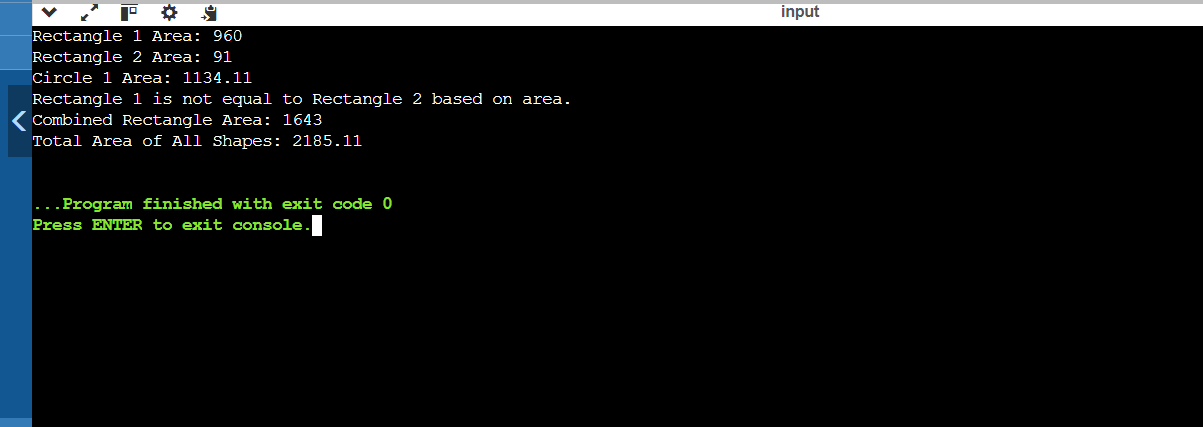 input
Rectangle 1 Area: 960
Rectangle 2 Area: 91
Circle 1 Area: 1134.11
Rectangle 1 is not equal to Rectangle 2 based on area.
Combined Rectangle Area: 1643
Total Area of All Shapes: 2185.11
...Program finished with exit code 0
Press ENTER to exit console.